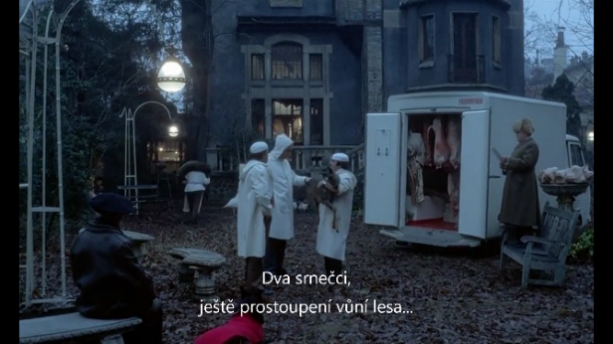 Dva srnečci,
ještě prostoupení vůní lesa...